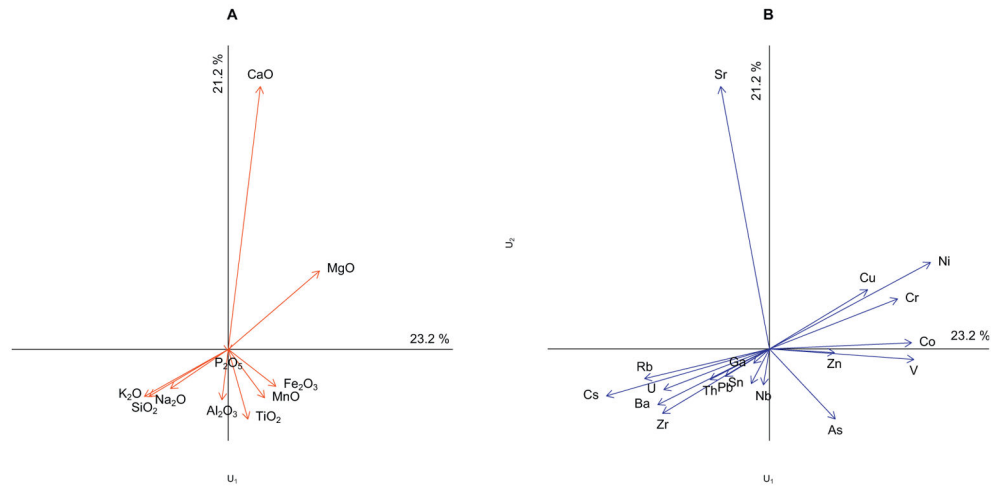 A
B
21.2 %
CaO
MgO
23.2 %
P₂O₅
K₂O
SiO₂
Na₂O
Al₂O₃
TiO₂
MnO
Fe₂O₃
U₁
U₂
21.2 %
Sr
Ni
Cu
Cr
Co
23.2 %
V
Zn
Ga
Rb
Cs
U
Ba
Zr
Th
Pb
Sn
Nb
As
U₁